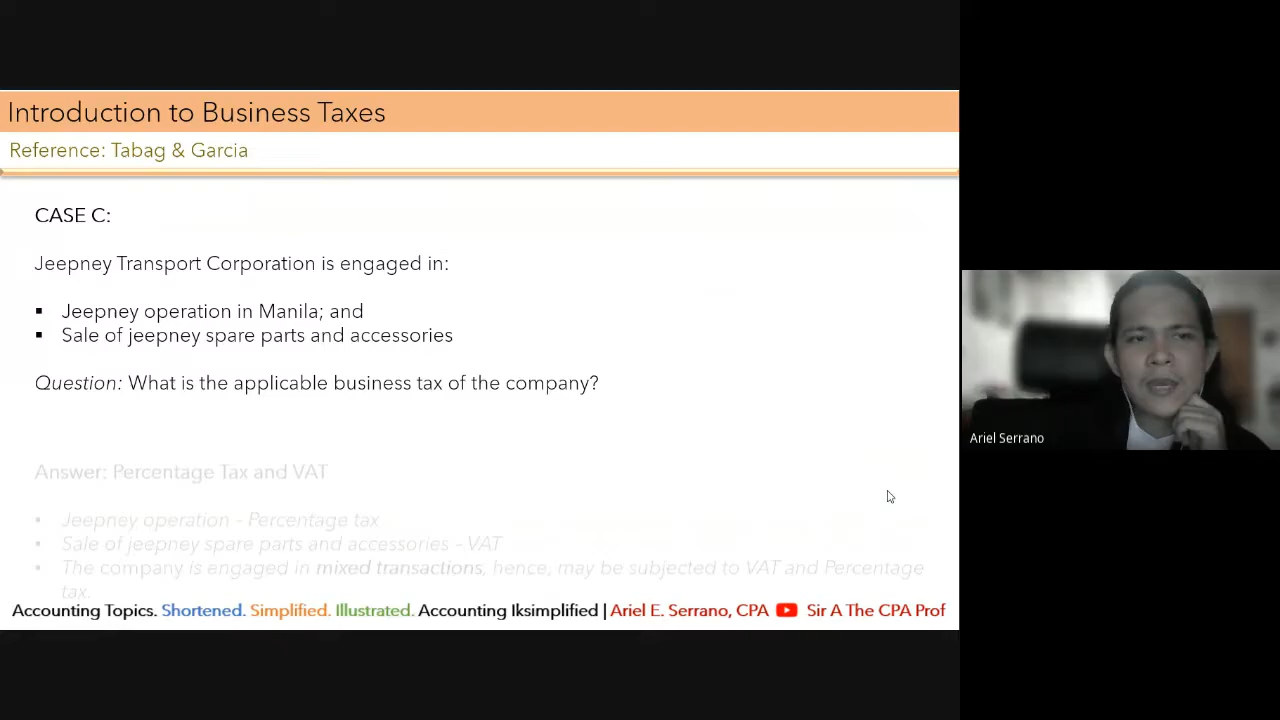 Introduction to Business Taxes
Reference: Tabag & Garcia
CASE C:
Jeepney Transport Corporation is engaged in:
▪ Jeepney operation in Manila; and
▪ Sale of jeepney spare parts and accessories
Question: What is the applicable business tax of the company?
Answer: Percentage Tax and VAT
▪ Jeepney operation – Percentage tax
▪ Sale of jeepney spare parts and accessories – VAT
▪ The company is engaged in mixed transactions, hence, may be subjected to VAT and Percentage
tax.
Accounting Topics. Shortened. Simplified. Illustrated. Accounting Iksimplified | Ariel E. Serrano, CPA Sir A The CPA Prof
Ariel Serrano